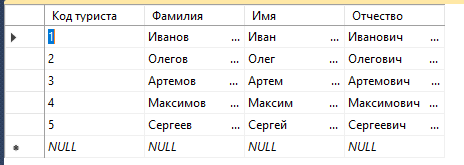 Код туриста Фамилия Имя Отчество
1 Иванов ... Иван ... Иванович ...
2 Олегов ... Олег ... Олегович ...
3 Артемов ... Артем ... Артемович ...
4 Максимов ... Максим ... Максимович ...
5 Сергеев ... Сергей ... Сергеевич ...
NULL NULL NULL NULL